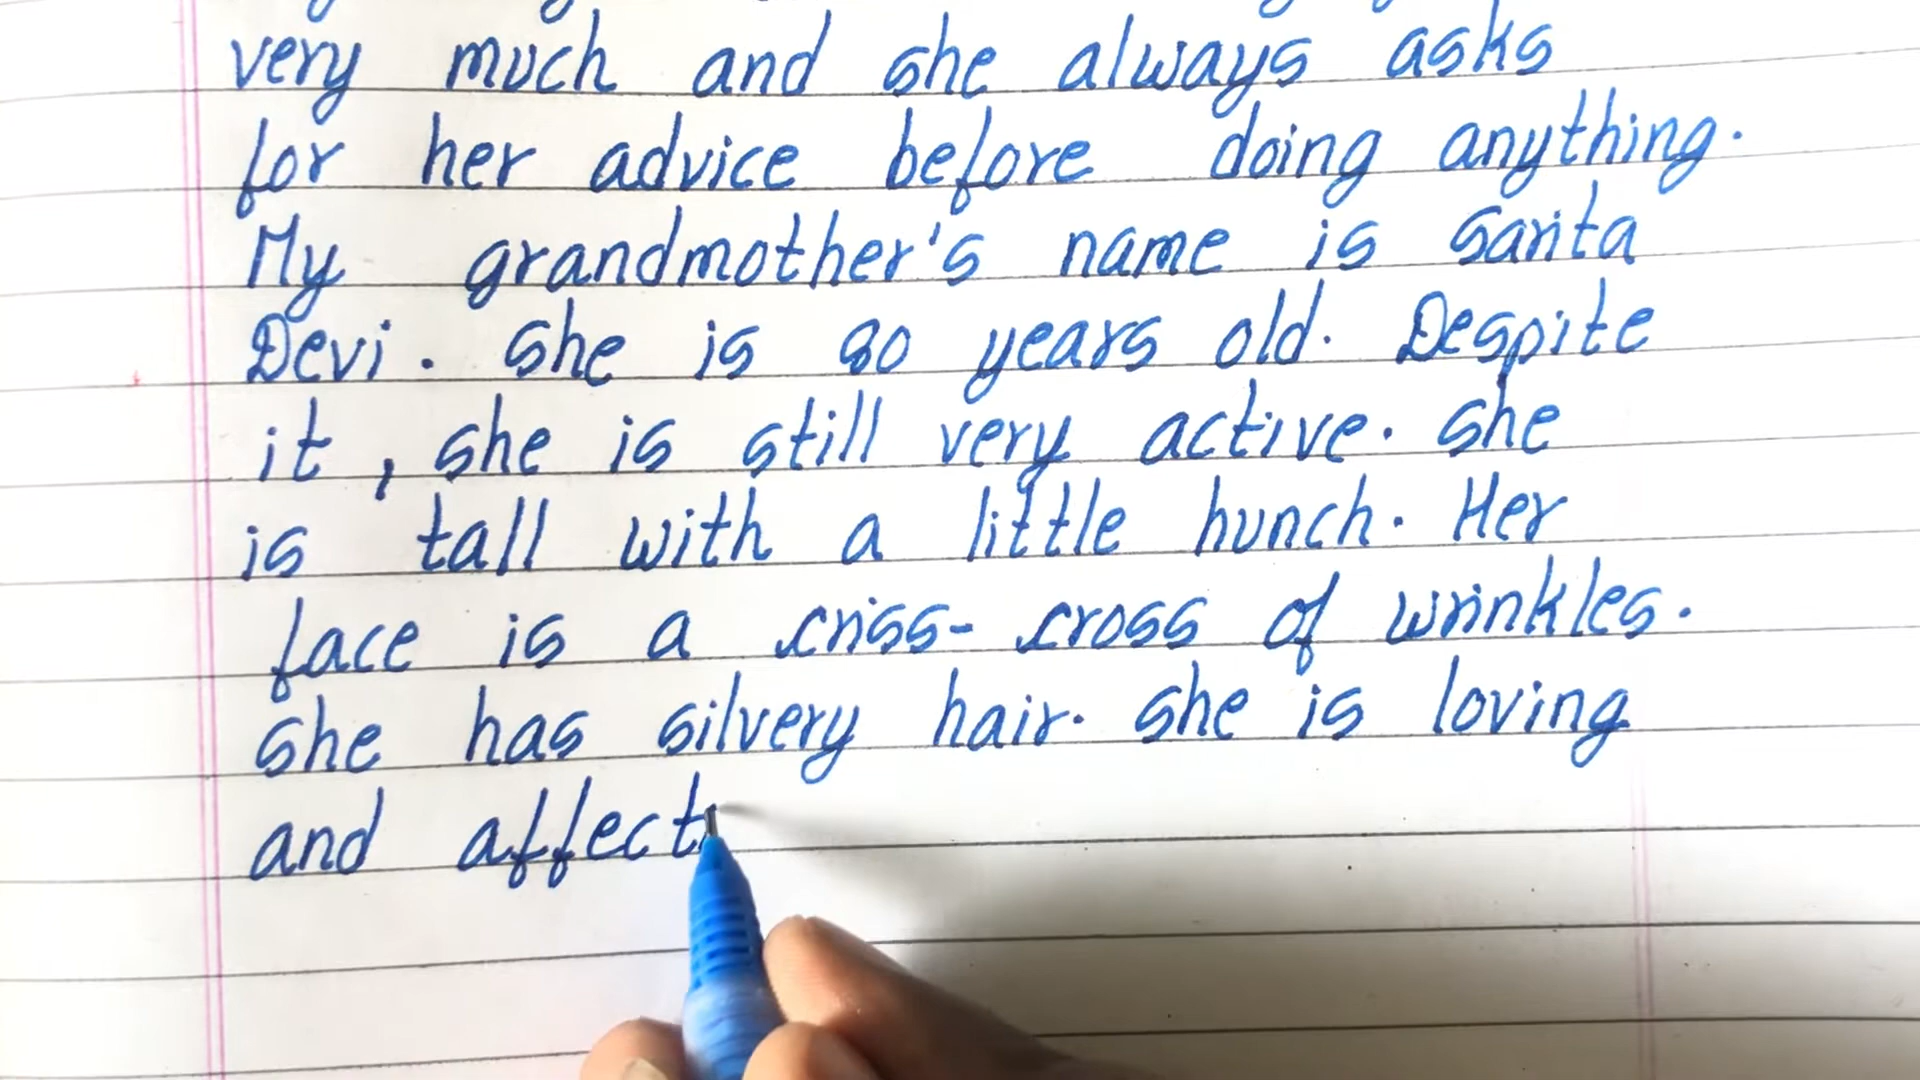 very much and she always asks
for her advice before doing anything.
My grandmother's name is Santa
Devi. She is 80 years old. Despite
it, she is still very active. She
is tall with a little hunch. Her
face is a criss-cross of wrinkles.
She has silvery hair. She is loving
and affect